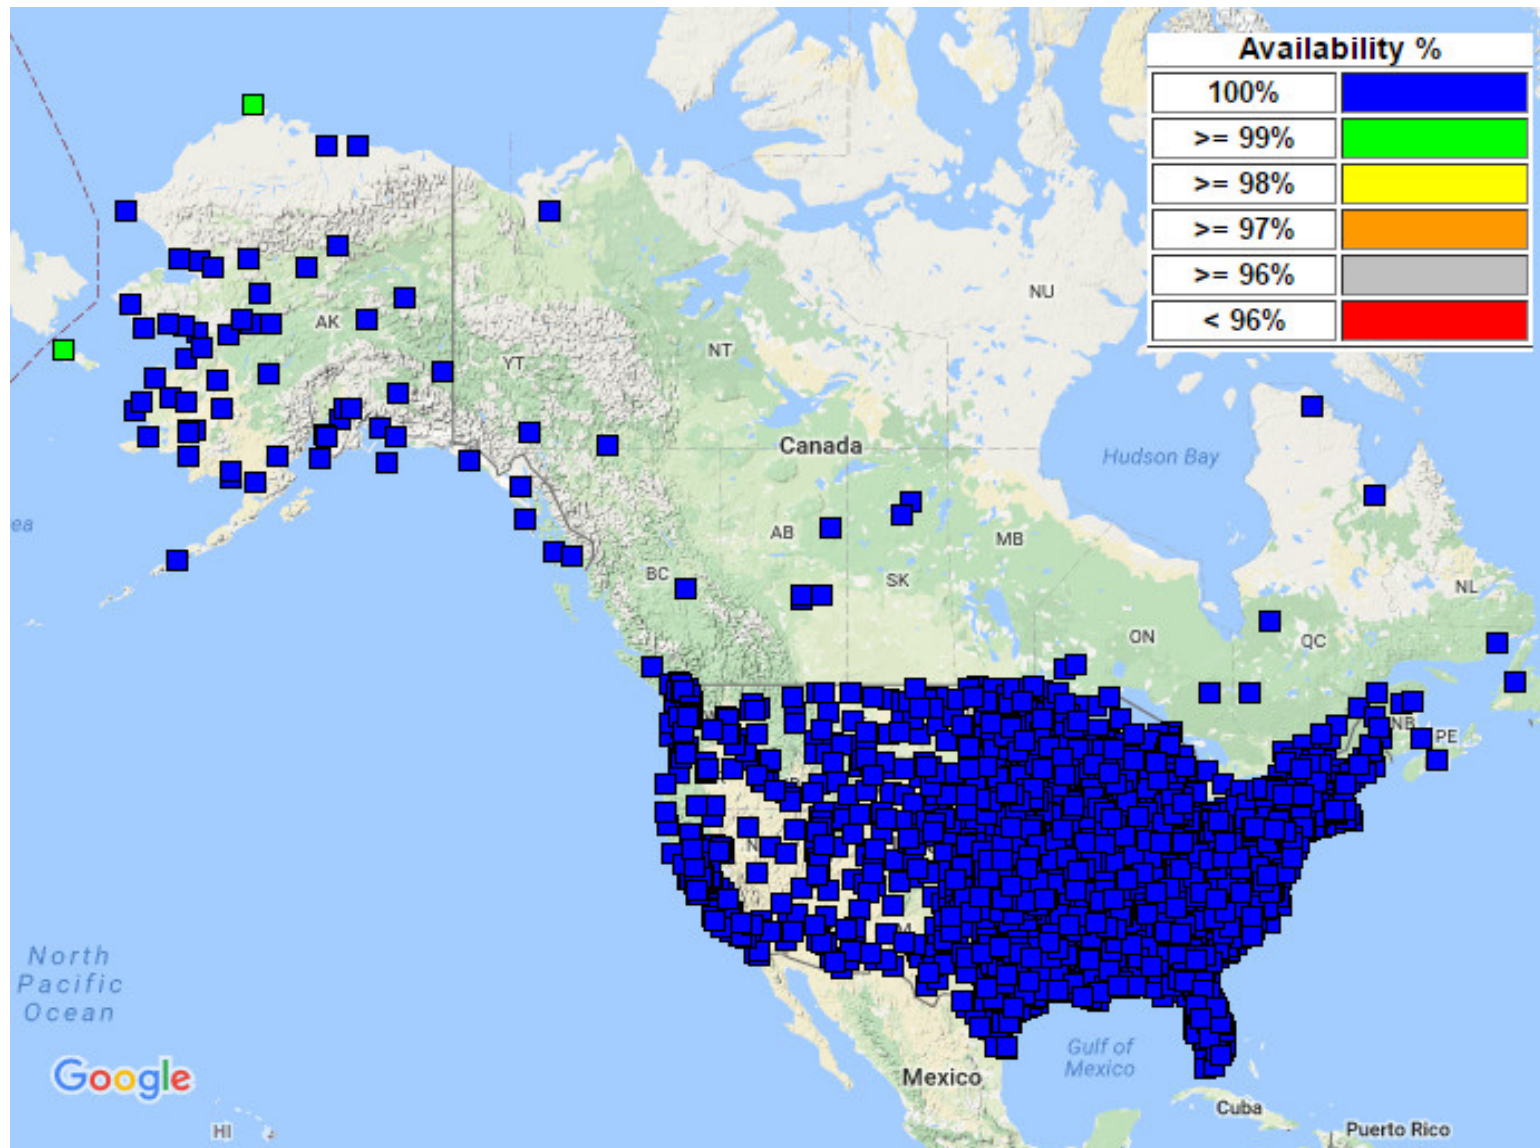 Availability %
100%
>= 99%
>= 98%
>= 97%
>= 96%
< 96%
NU
AK
NT
YT
Canada
Hudson Bay
ea
AB
MB
BC
SK
NL
ON
QC
NB
PE
North
Pacific
Ocean
Gulf of
Mexico
Google
Mexico
Cuba
HI
Puerto Rico